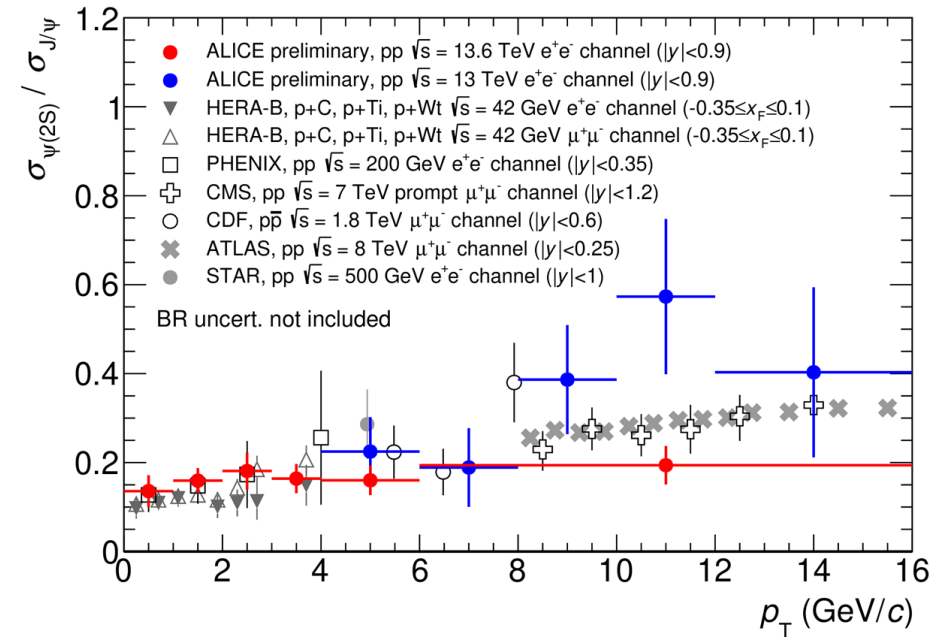 σψ(2S) / σJ/ψ
1.2
1
0.8
0.6
0.4
0.2
0
ALICE preliminary, pp √s = 13.6 TeV e⁺e⁻ channel (|y|<0.9)
ALICE preliminary, pp √s = 13 TeV e⁺e⁻ channel (|y|<0.9)
HERA-B, p+C, p+Ti, p+Wt √s = 42 GeV e⁺e⁻ channel (-0.35≤xF≤0.1)
HERA-B, p+C, p+Ti, p+Wt √s = 42 GeV μ⁺μ⁻ channel (-0.35≤xF≤0.1)
PHENIX, pp √s = 200 GeV e⁺e⁻ channel (|y|<0.35)
CMS, pp √s = 7 TeV prompt μ⁺μ⁻ channel (|y|<1.2)
CDF, pp̅ √s = 1.8 TeV μ⁺μ⁻ channel (|y|<0.6)
ATLAS, pp √s = 8 TeV μ⁺μ⁻ channel (|y|<0.25)
STAR, pp √s = 500 GeV e⁺e⁻ channel (|y|<1)
BR uncert. not included
0 2 4 6 8 10 12 14 16
pT (GeV/c)